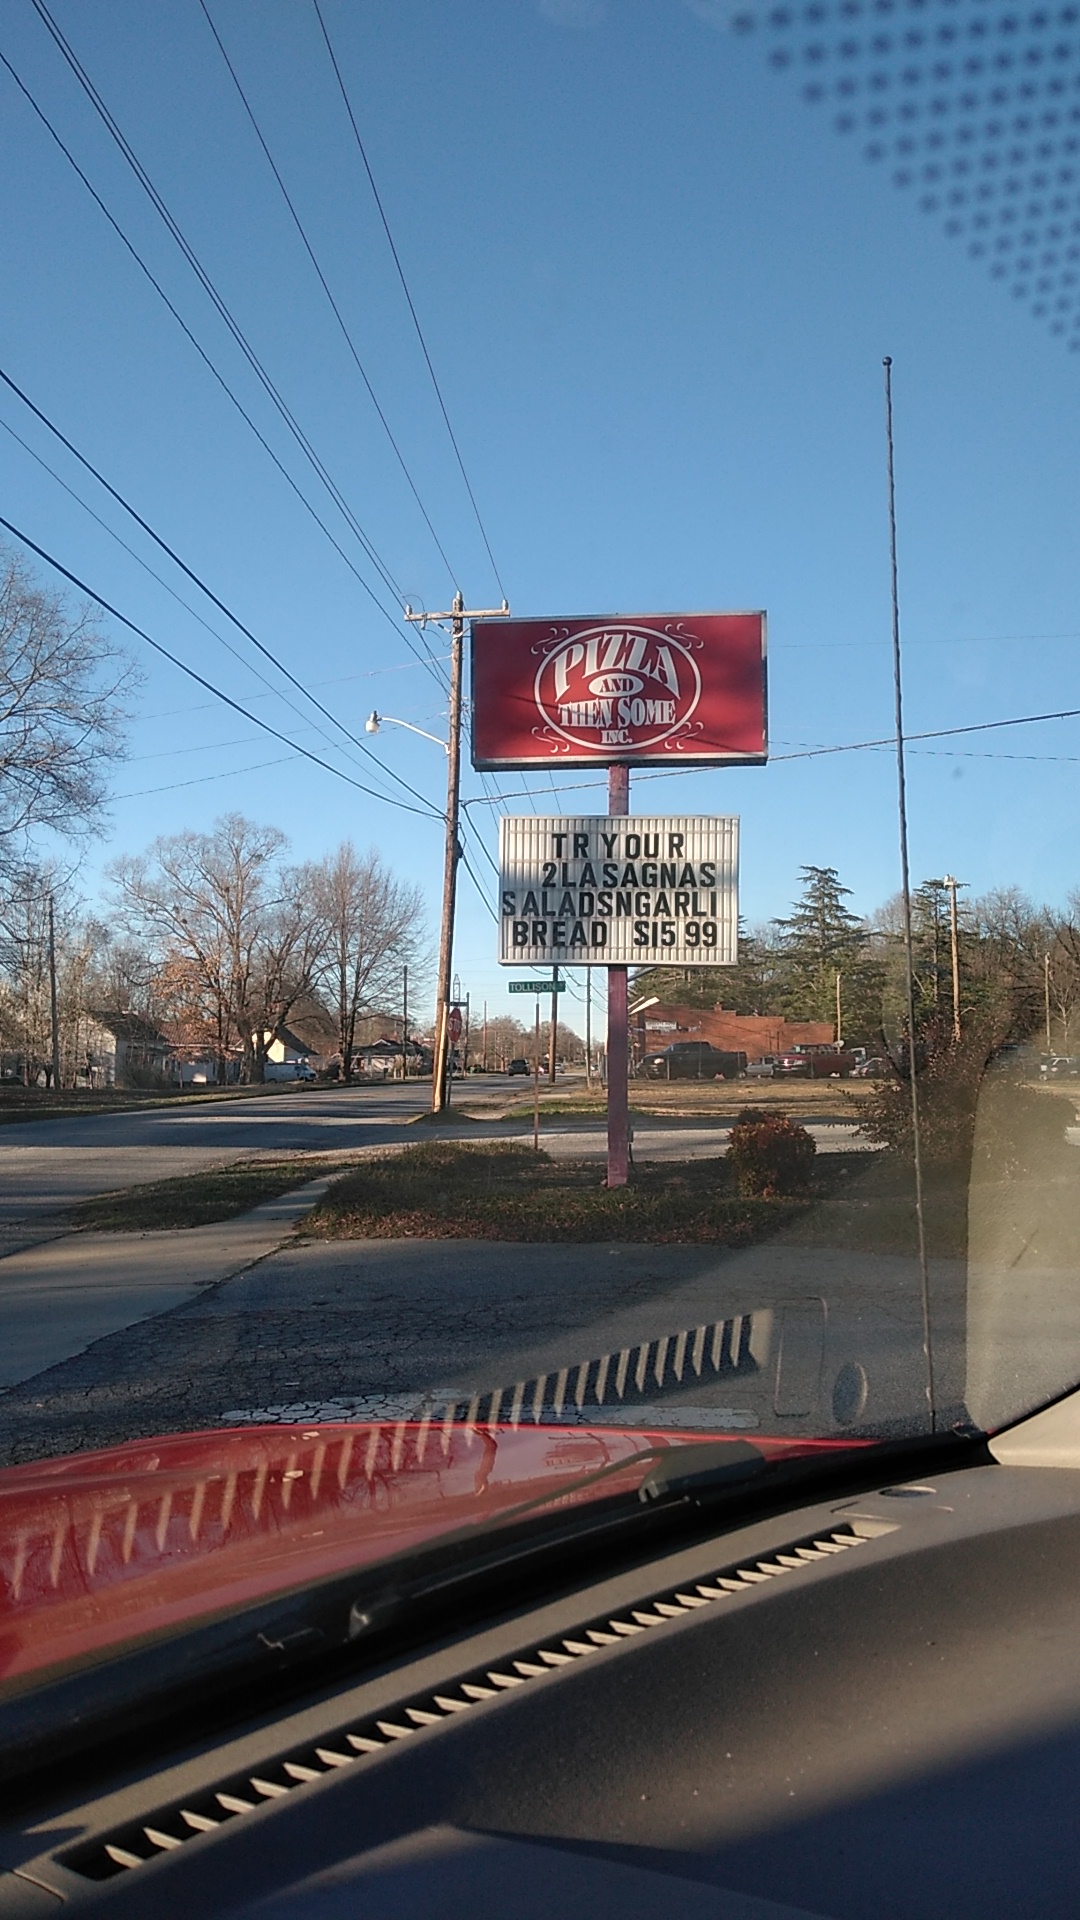 PIZZA
AND
THEN SOME
INC.
TR YOUR
2LASAGNAS
SALADSNGARLI
BREAD $15 99
TOLLISON